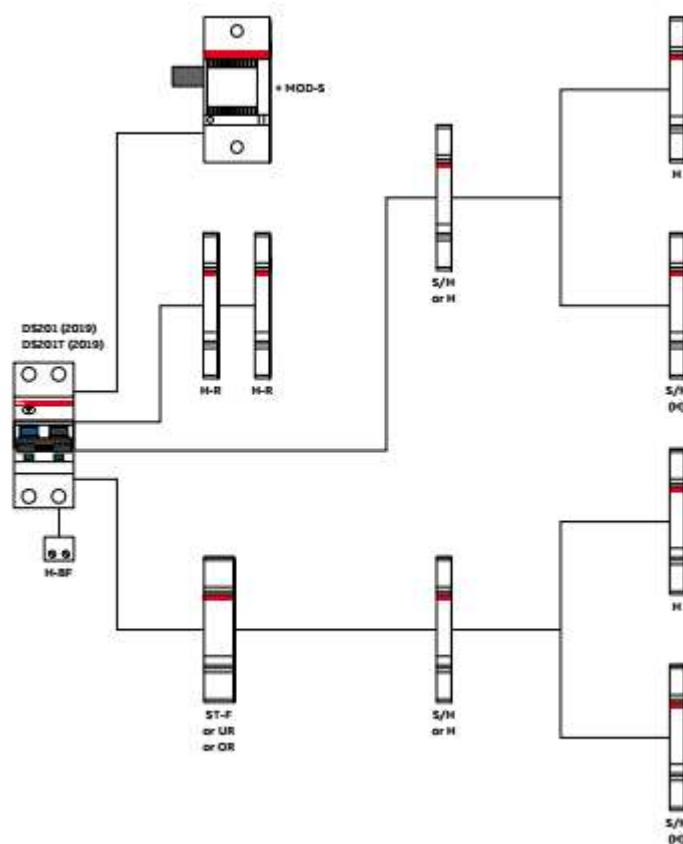 + MOD-S
H
S/H
or H
DS201 (2019)
DS201T (2019)
H-R
H-R
S/H
H-BF
H
ST-F
or UR
or OR
S/H
or H
S/H